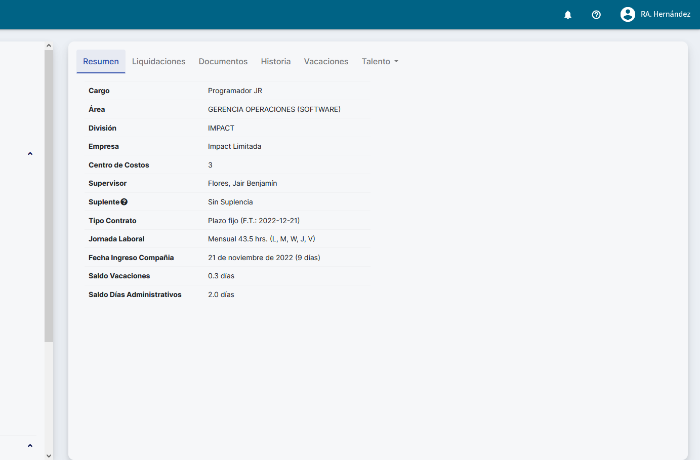 RA. Hernández
Resumen Liquidaciones Documentos Historia Vacaciones Talento
Cargo Programador JR
Área GERENCIA OPERACIONES (SOFTWARE)
División IMPACT
Empresa Impact Limitada
Centro de Costos 3
Supervisor Flores, Jair Benjamín
Suplente Sin Suplencia
Tipo Contrato Plazo fijo (F.T.: 2022-12-21)
Jornada Laboral Mensual 43.5 hrs. (L, M, W, J, V)
Fecha Ingreso Compañía 21 de noviembre de 2022 (9 días)
Saldo Vacaciones 0.3 días
Saldo Días Administrativos 2.0 días